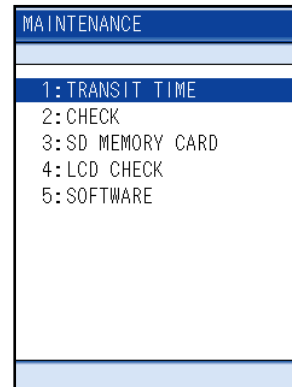 MAINTENANCE
1:TRANSIT TIME
2:CHECK
3:SD MEMORY CARD
4:LCD CHECK
5:SOFTWARE